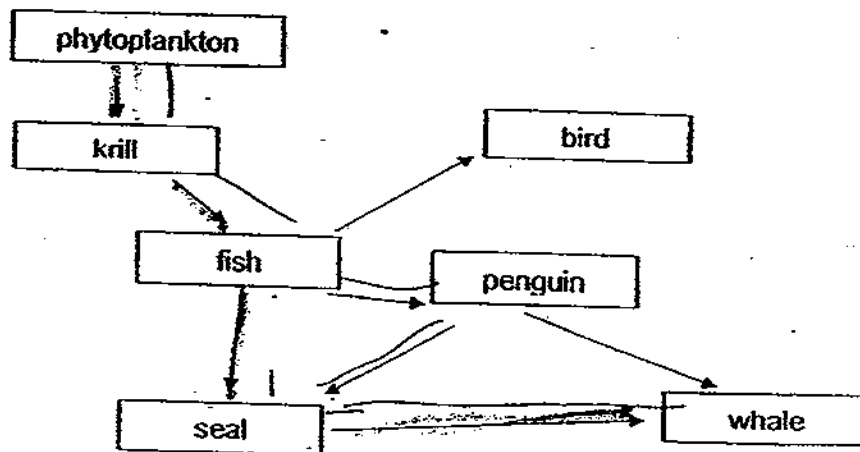 phytoplankton
krill
bird
fish
penguin
seal
whale